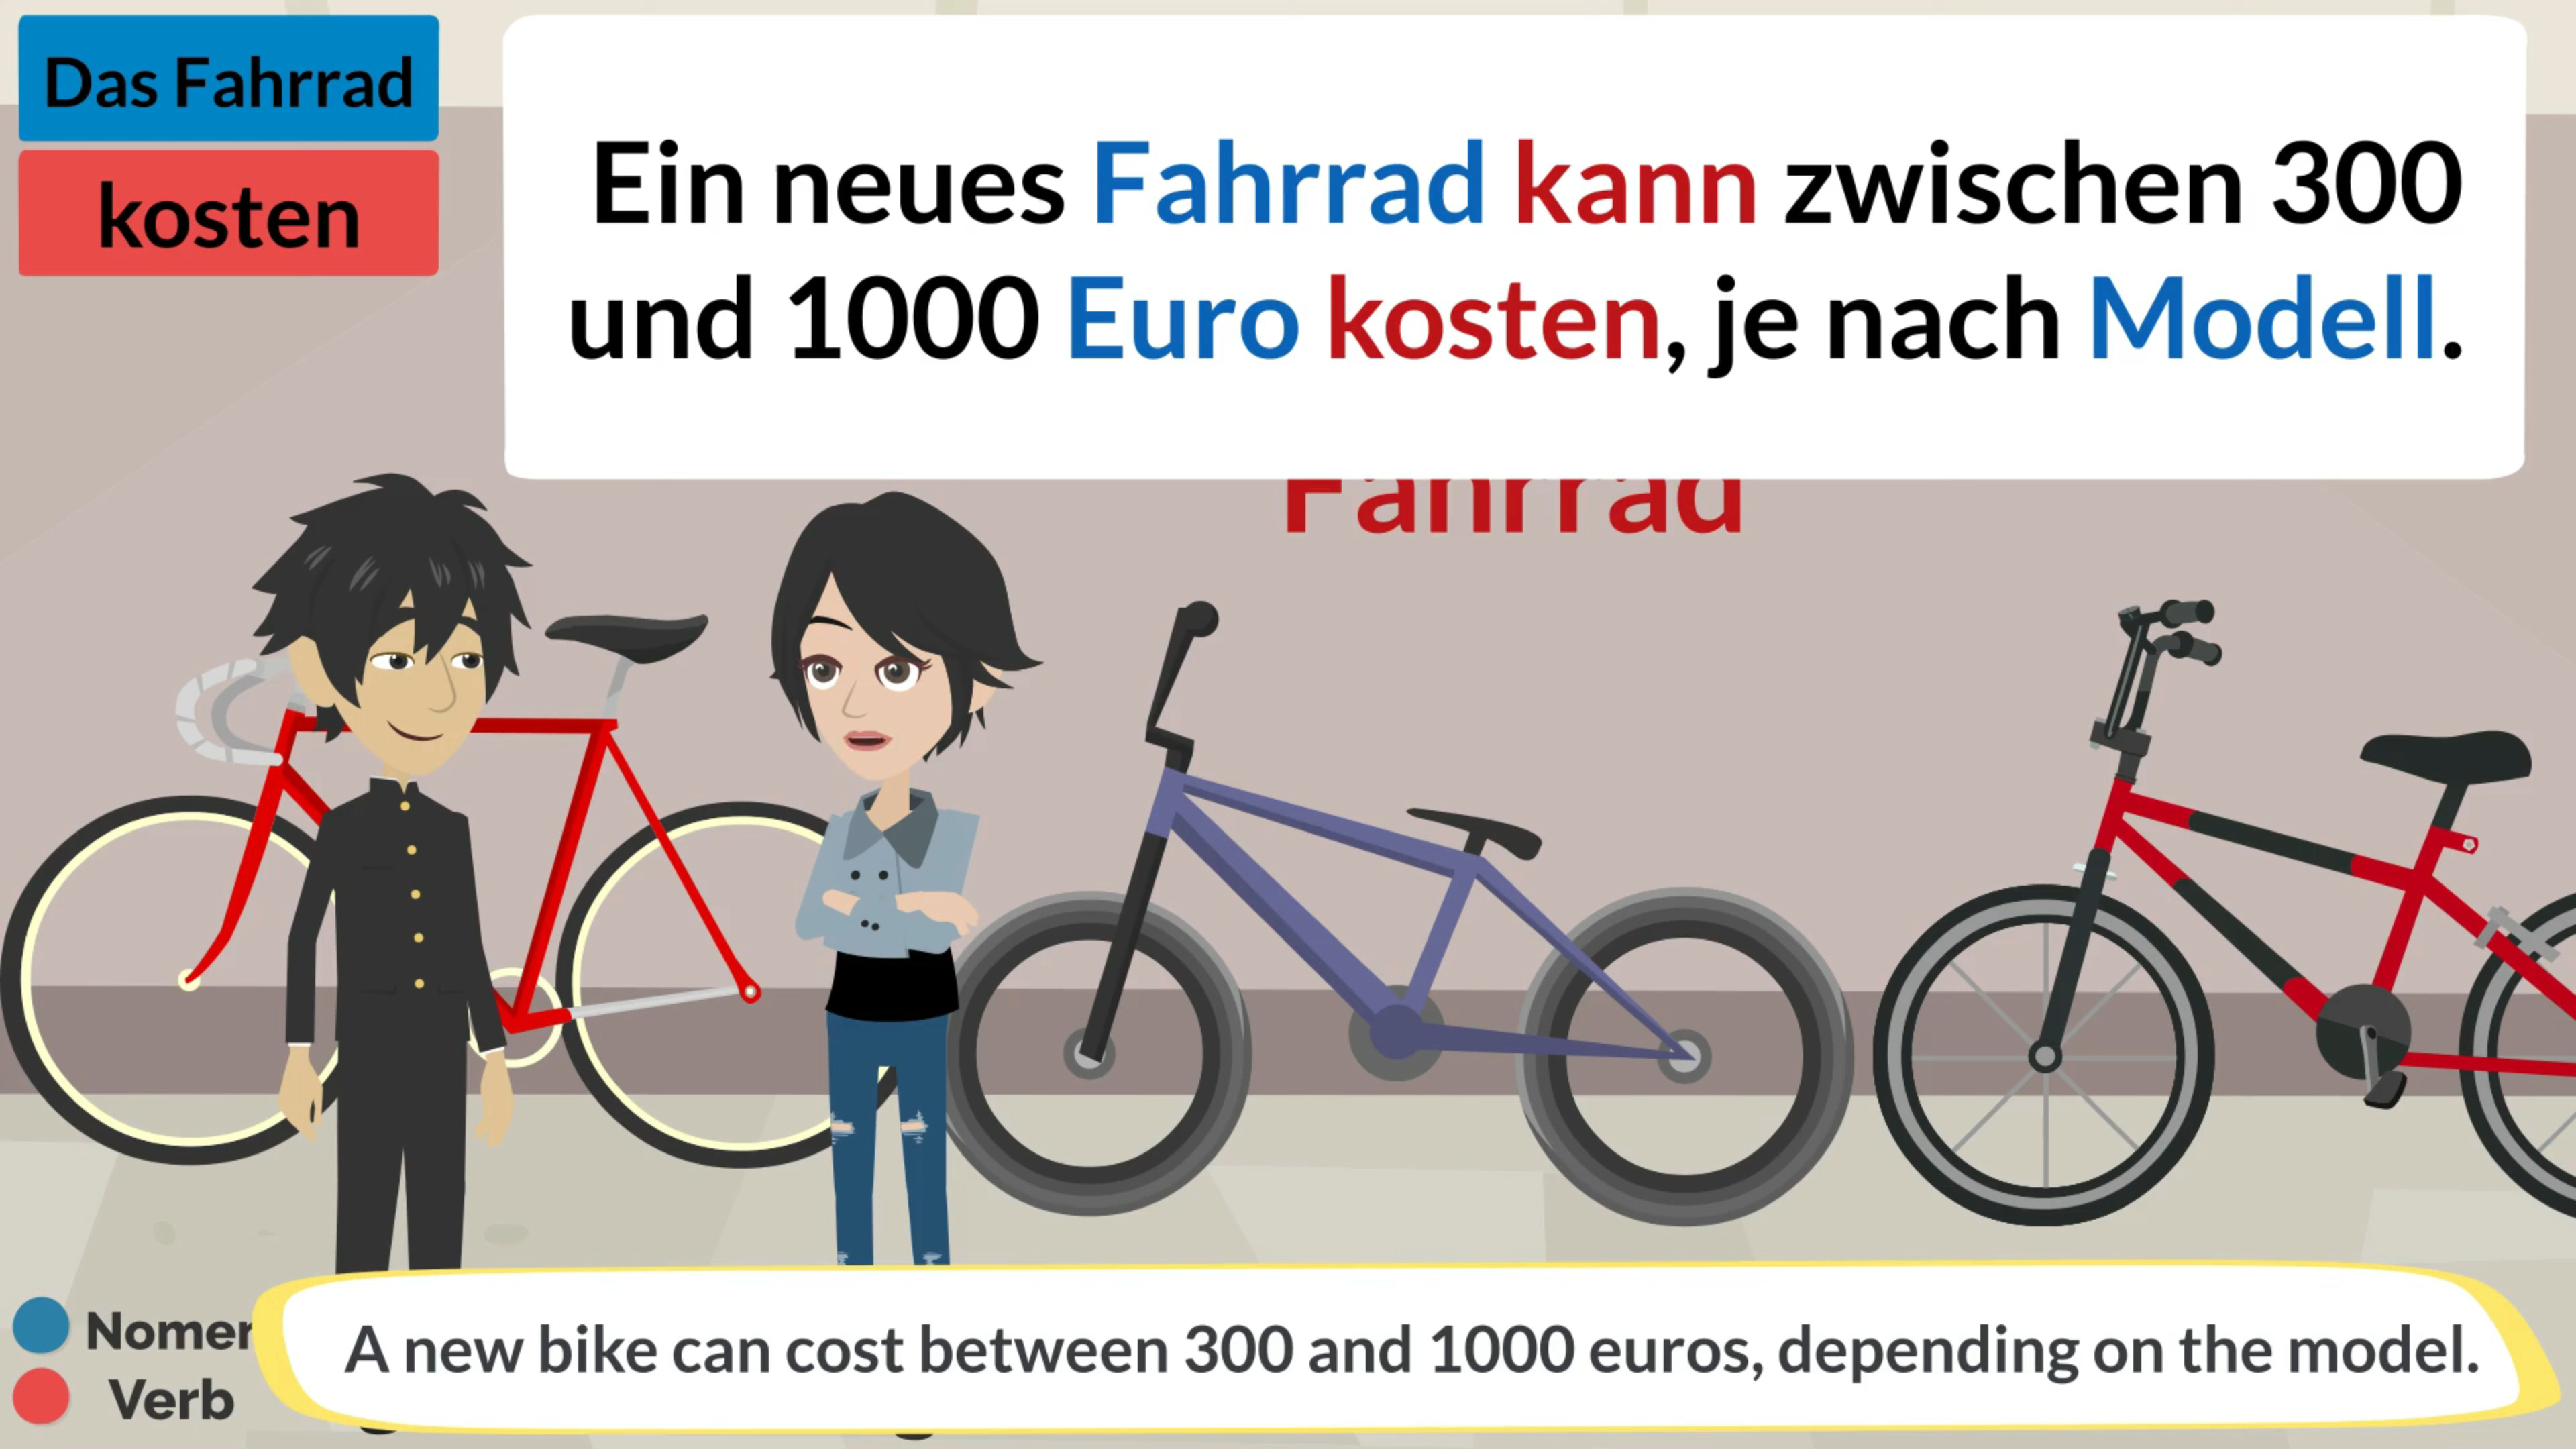 Das Fahrrad
kosten
Ein neues Fahrrad kann zwischen 300
und 1000 Euro kosten, je nach Modell.
Fahrrad
Nomen
Verb
A new bike can cost between 300 and 1000 euros, depending on the model.